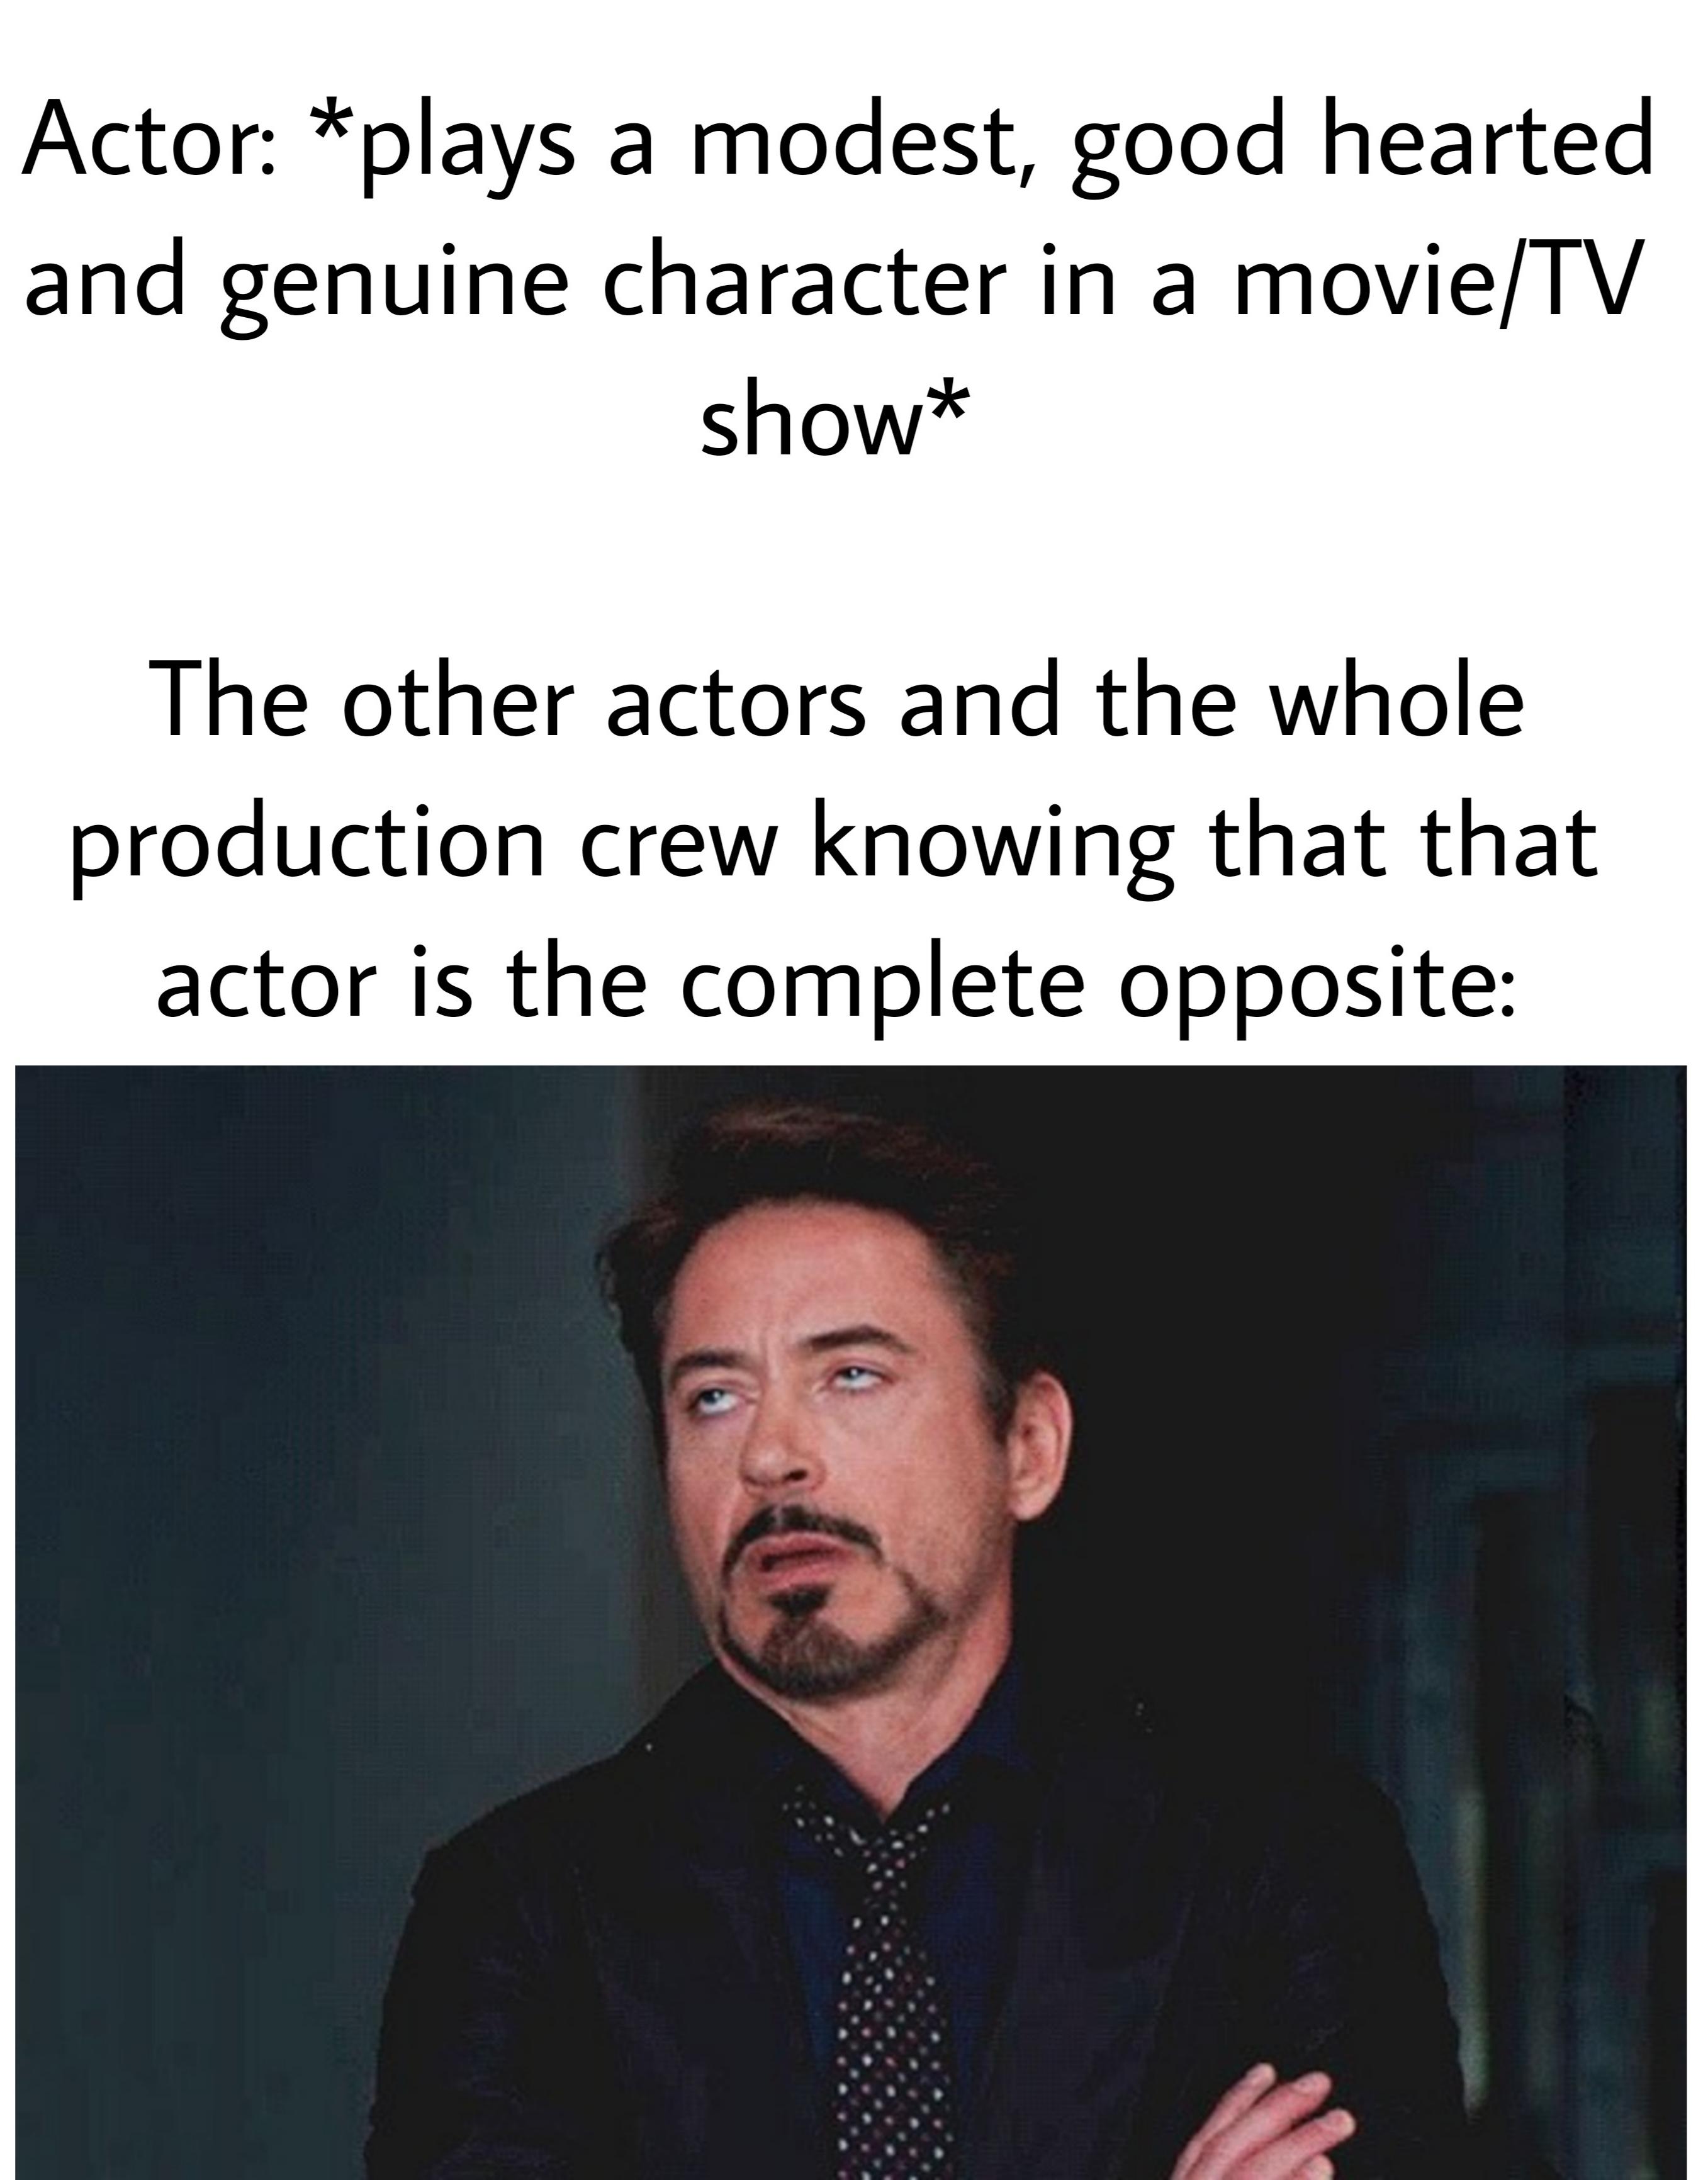 Actor: *plays a modest, good hearted
and genuine character in a movie/TV
show*
The other actors and the whole
production crew knowing that that
actor is the complete opposite: